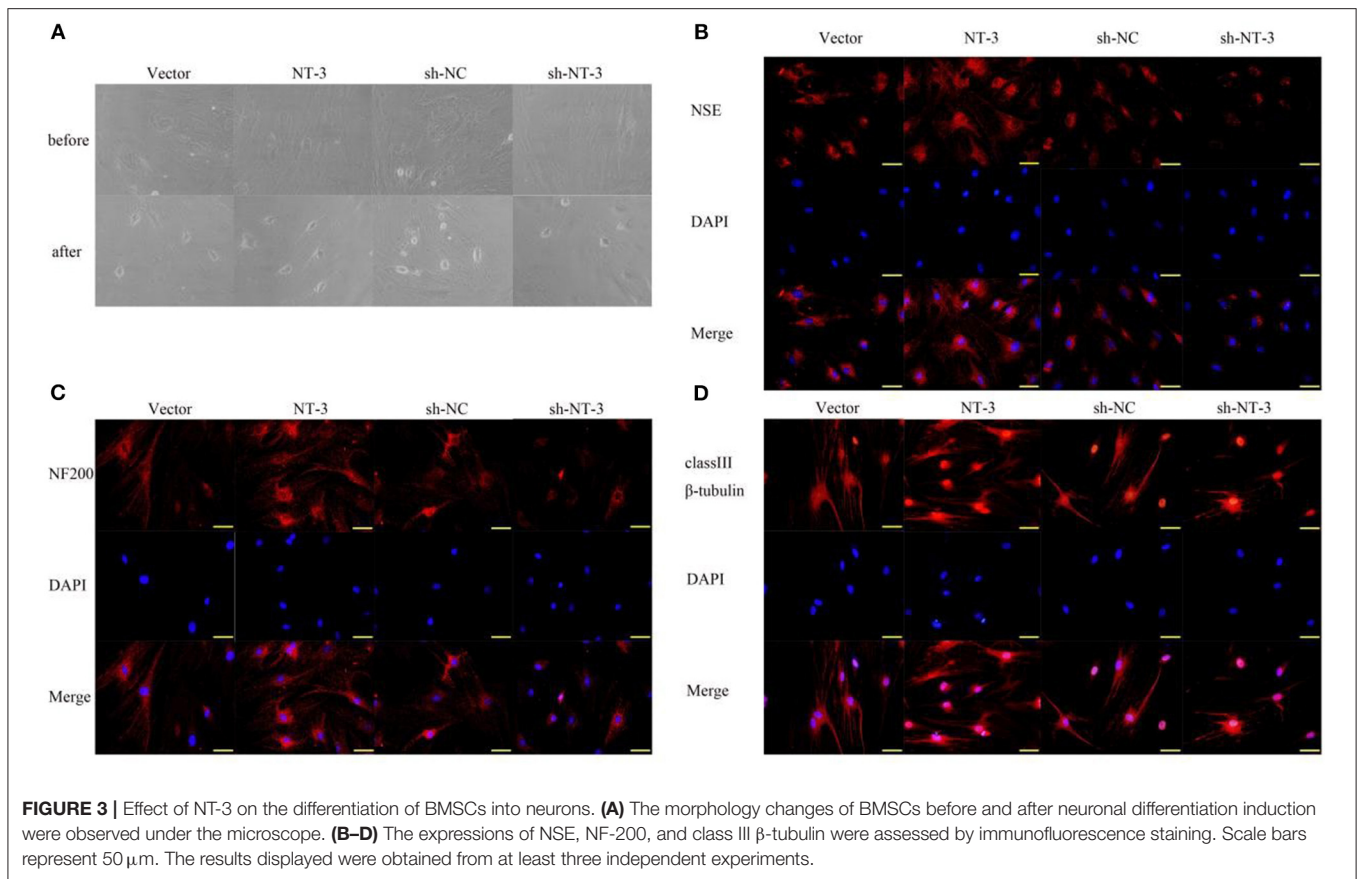 A
Vector NT-3 sh-NC sh-NT-3
before
after
B
Vector NT-3 sh-NC sh-NT-3
NSE
DAPI
Merge
C
Vector NT-3 sh-NC sh-NT-3
NF200
DAPI
Merge
D
Vector NT-3 sh-NC sh-NT-3
classIII
β-tubulin
DAPI
Merge
FIGURE 3 | Effect of NT-3 on the differentiation of BMSCs into neurons. (A) The morphology changes of BMSCs before and after neuronal differentiation induction
were observed under the microscope. (B–D) The expressions of NSE, NF-200, and class III β-tubulin were assessed by immunofluorescence staining. Scale bars
represent 50 μm. The results displayed were obtained from at least three independent experiments.